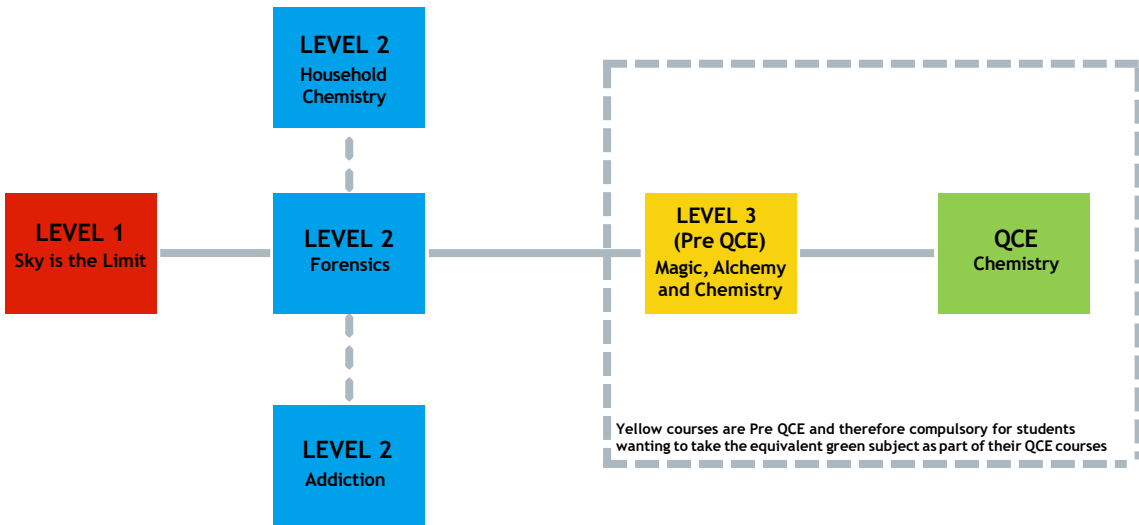 LEVEL 2
Household
Chemistry
LEVEL 1
Sky is the Limit
LEVEL 2
Forensics
LEVEL 3
(Pre QCE)
Magic, Alchemy
and Chemistry
QCE
Chemistry
LEVEL 2
Addiction
Yellow courses are Pre QCE and therefore compulsory for students
wanting to take the equivalent green subject as part of their QCE courses